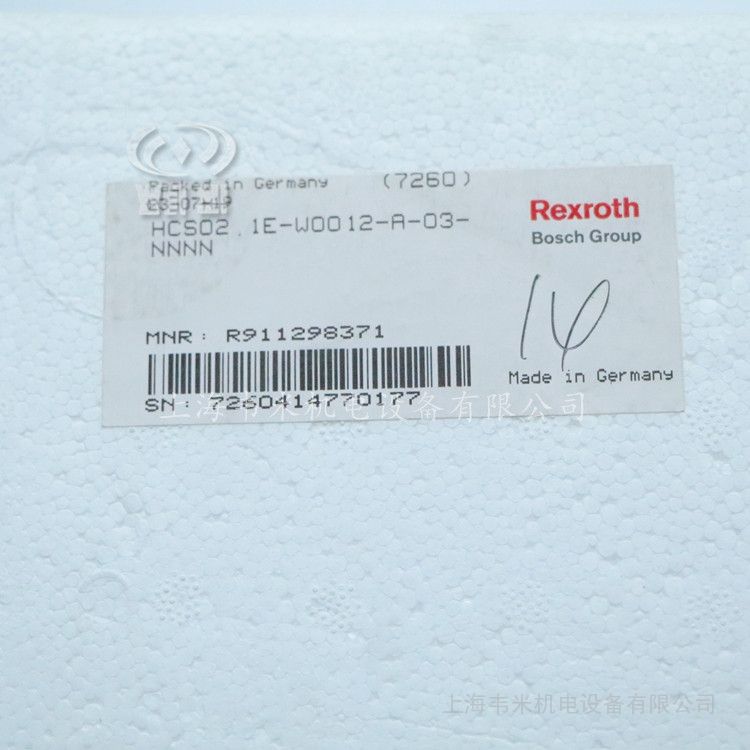 Packed in Germany (7260)
HCS02.1E-W0012-A-03-
NNNN
Rexroth
Bosch Group
14
MNR: R911298371
Made in Germany
SN: 7260414770177
上海韦米机电设备有限公司
上海韦米机电设备有限公司